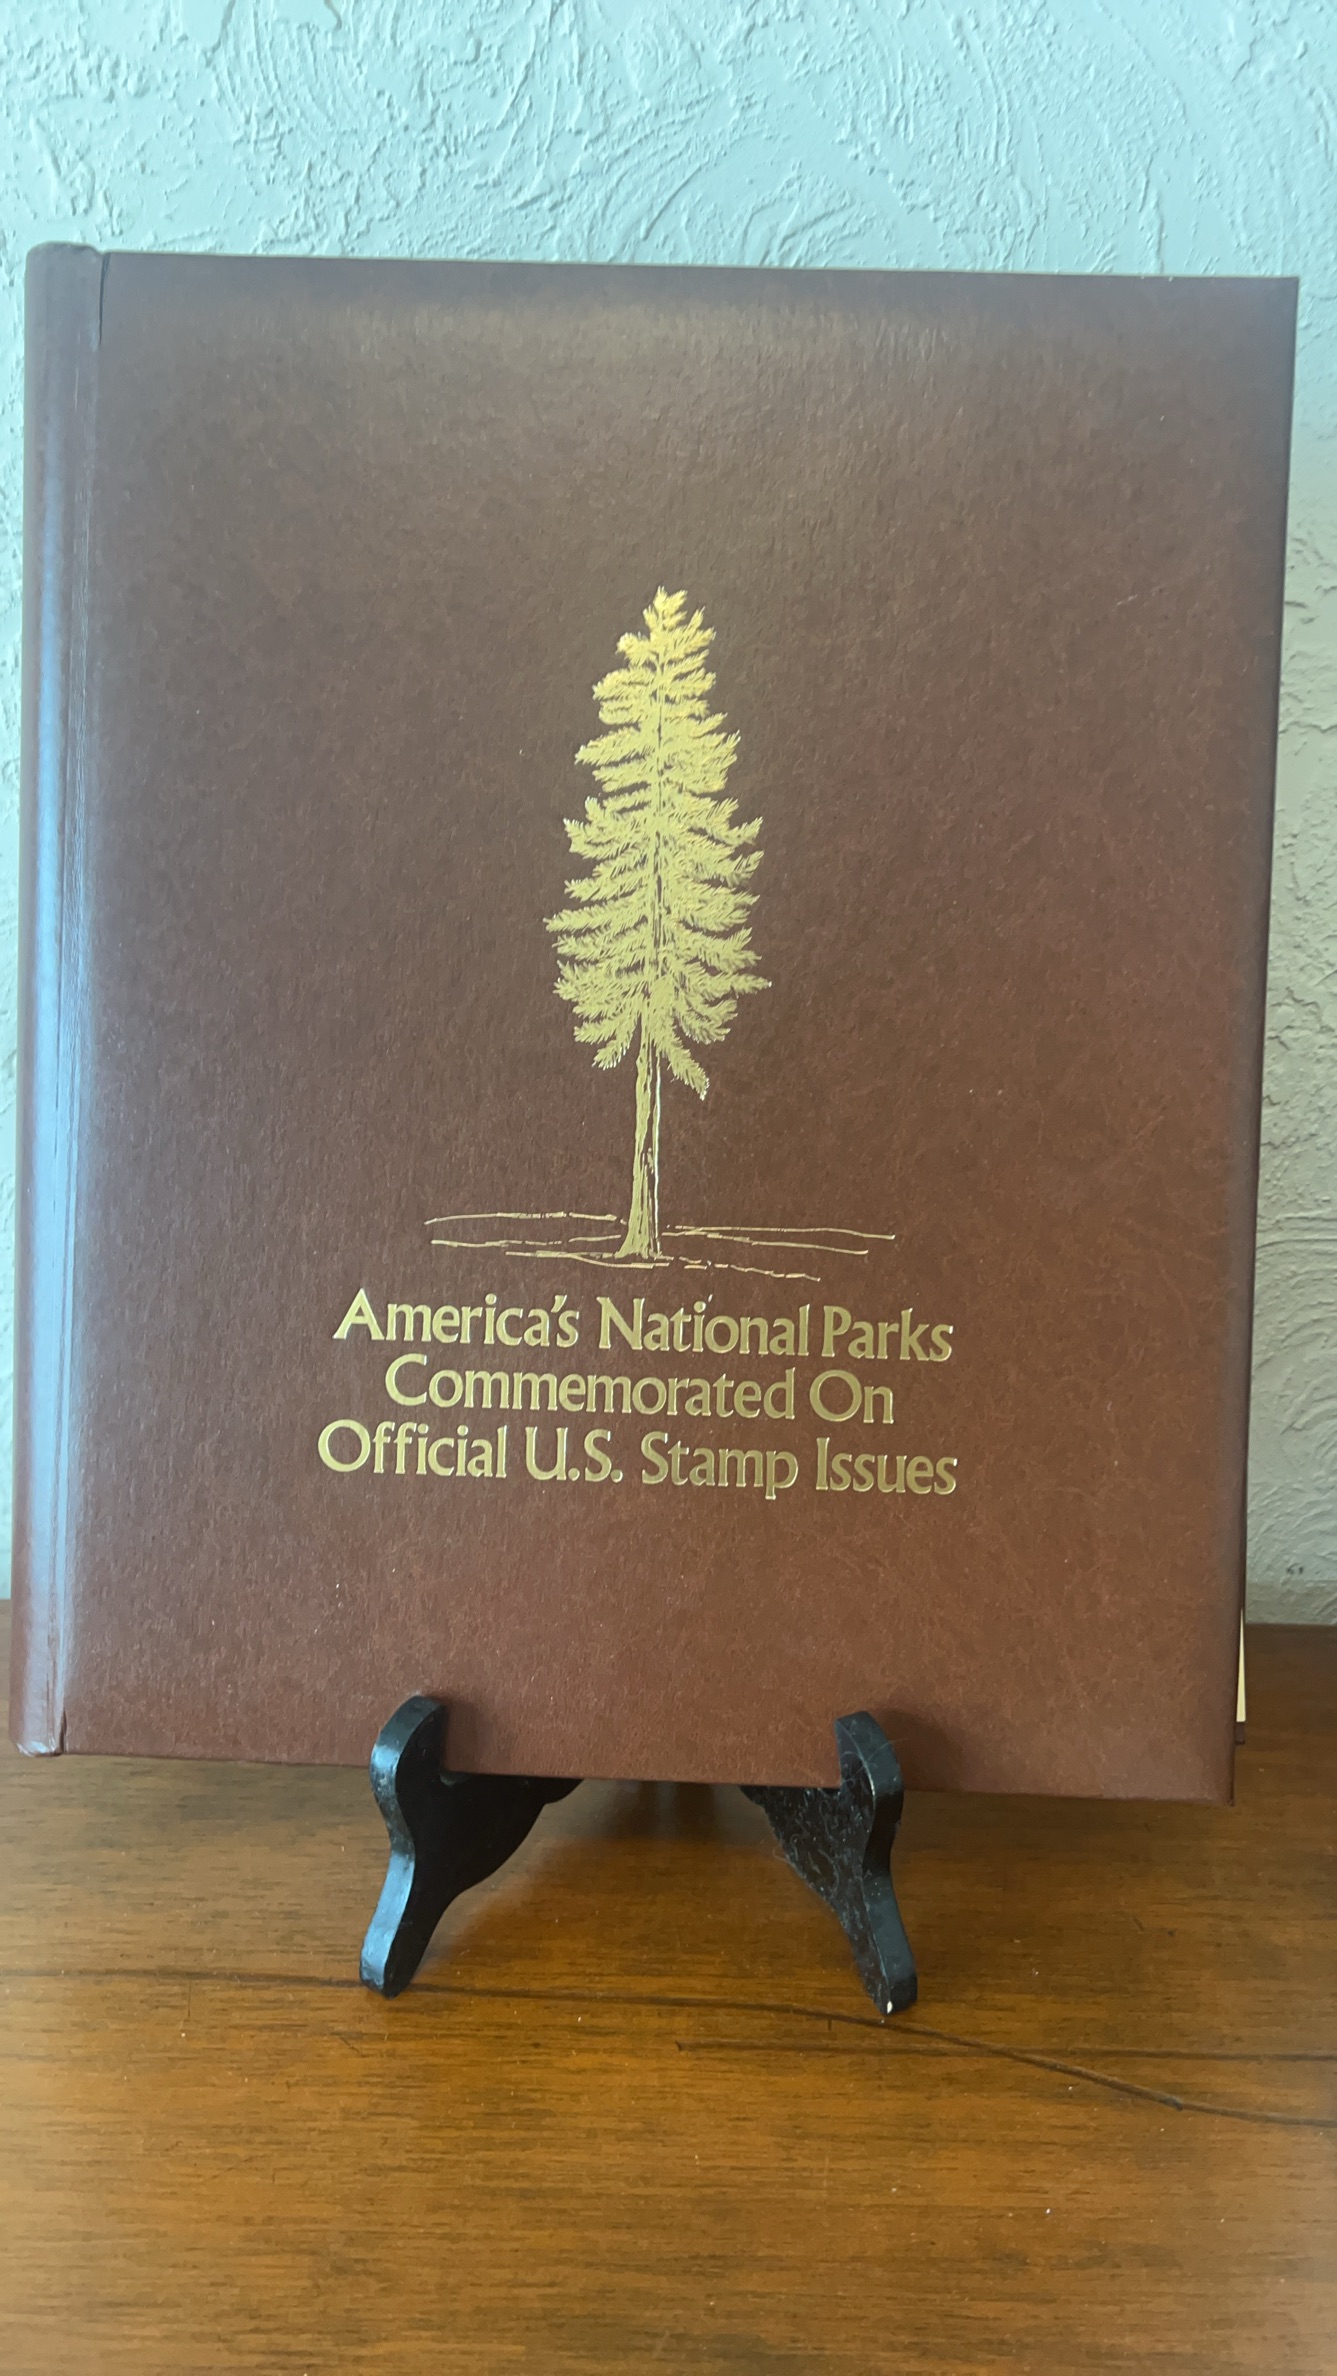 America's National Parks
Commemorated On
Official U.S. Stamp Issues